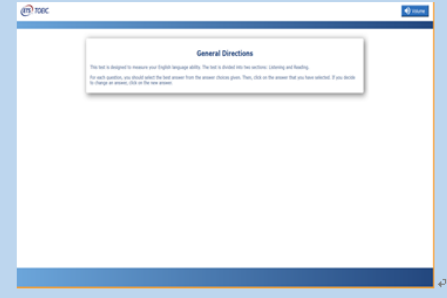 ETS TOEIC
Volume
General Directions
This test is designed to measure your English language ability. The test is divided into two sections: Listening and Reading.
For each question, you should select the best answer from the answer choices given. Then, click on the answer that you have selected. If you decide
to change an answer, click on the new answer.